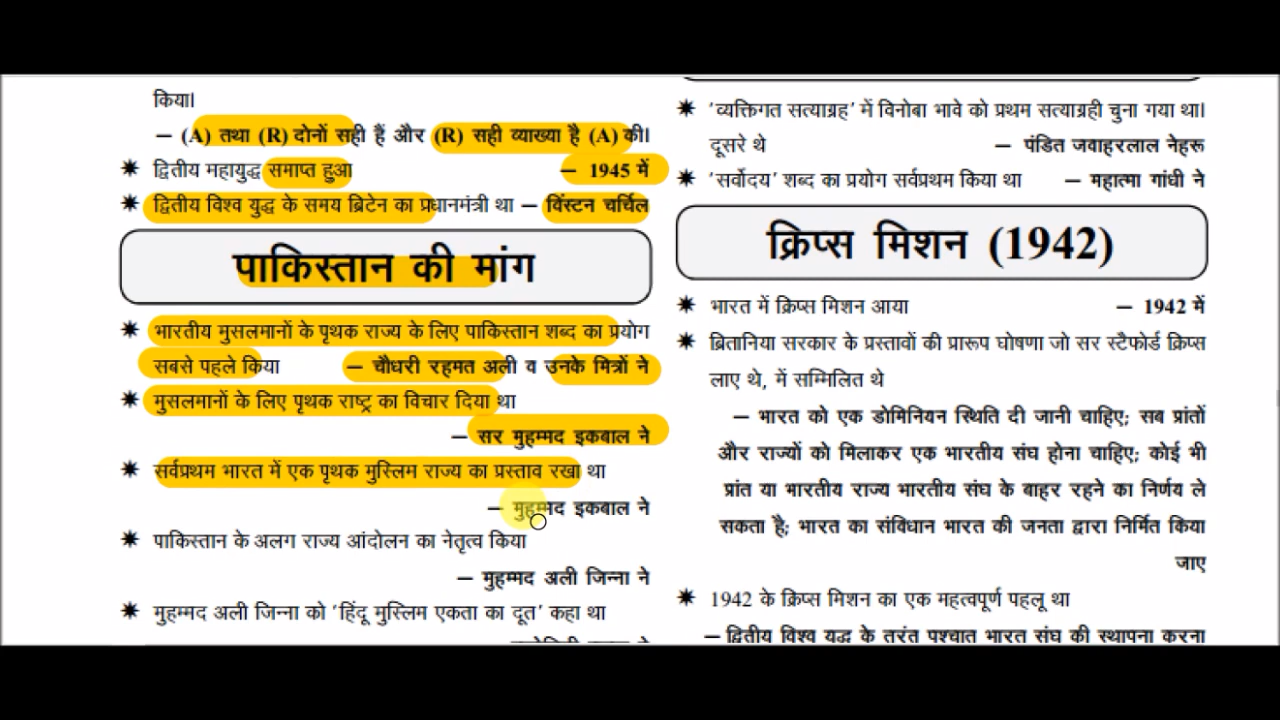 किया।
– (A) तथा (R) दोनों सही हैं और (R) सही व्याख्या है (A) की।
✷ द्वितीय महायुद्ध समाप्त हुआ – 1945 में
✷ द्वितीय विश्व युद्ध के समय ब्रिटेन का प्रधानमंत्री था – विंस्टन चर्चिल
पाकिस्तान की मांग
✷ भारतीय मुसलमानों के पृथक राज्य के लिए पाकिस्तान शब्द का प्रयोग
सबसे पहले किया – चौधरी रहमत अली व उनके मित्रों ने
✷ मुसलमानों के लिए पृथक राष्ट्र का विचार दिया था
– सर मुहम्मद इकबाल ने
✷ सर्वप्रथम भारत में एक पृथक मुस्लिम राज्य का प्रस्ताव रखा था
– मुहम्मद इकबाल ने
✷ पाकिस्तान के अलग राज्य आंदोलन का नेतृत्व किया
– मुहम्मद अली जिन्ना ने
✷ मुहम्मद अली जिन्ना को 'हिंदू मुस्लिम एकता का दूत' कहा था
✷ 'व्यक्तिगत सत्याग्रह' में विनोबा भावे को प्रथम सत्याग्रही चुना गया था।
दूसरे थे – पंडित जवाहरलाल नेहरू
✷ 'सर्वोदय' शब्द का प्रयोग सर्वप्रथम किया था – महात्मा गांधी ने
क्रिप्स मिशन (1942)
✷ भारत में क्रिप्स मिशन आया – 1942 में
✷ ब्रितानिया सरकार के प्रस्तावों की प्रारूप घोषणा जो सर स्टैफोर्ड क्रिप्स
लाए थे, में सम्मिलित थे
– भारत को एक डोमिनियन स्थिति दी जानी चाहिए; सब प्रांतों
और राज्यों को मिलाकर एक भारतीय संघ होना चाहिए; कोई भी
प्रांत या भारतीय राज्य भारतीय संघ के बाहर रहने का निर्णय ले
सकता है; भारत का संविधान भारत की जनता द्वारा निर्मित किया
जाए
✷ 1942 के क्रिप्स मिशन का एक महत्वपूर्ण पहलू था
– द्वितीय विश्व युद्ध के तुरंत पश्चात भारत संघ की स्थापना करना